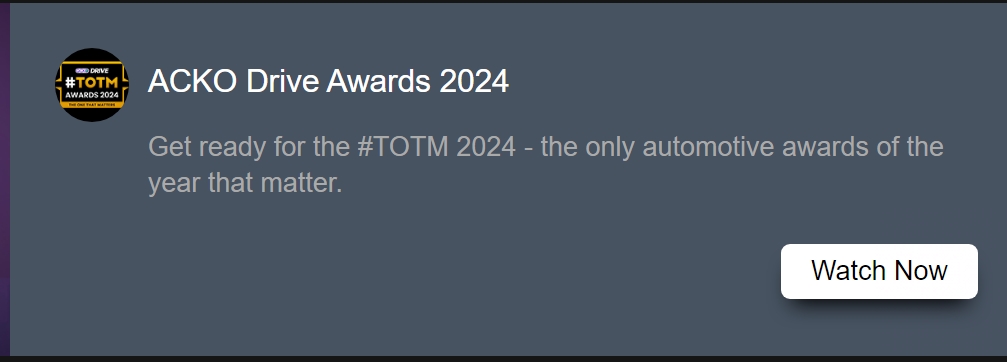 ACKO DRIVE
#TOTM
AWARDS 2024
THE ONE THAT MATTERS
ACKO Drive Awards 2024
Get ready for the #TOTM 2024 - the only automotive awards of the
year that matter.
Watch Now